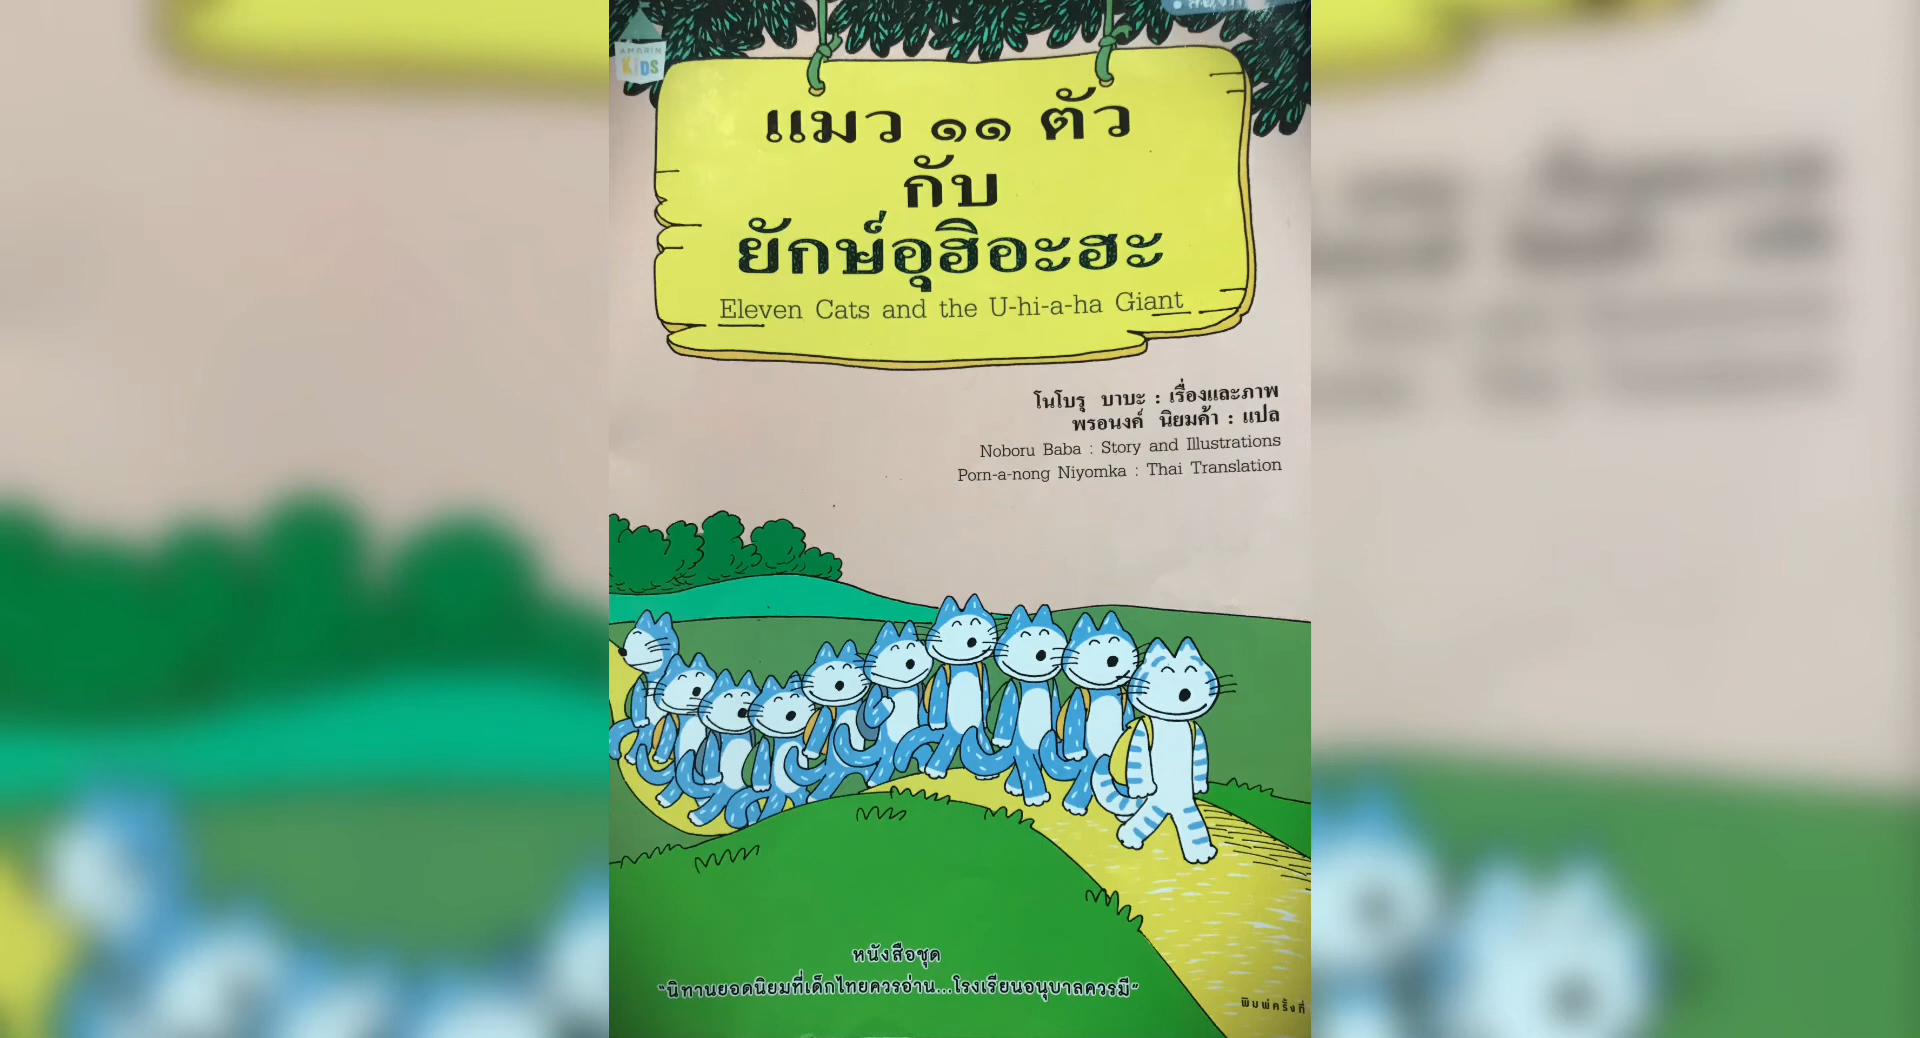 AMARIN
KIDS
แมว ๑๑ ตัว
กับ
ยักษ์อุฮิอะฮะ
Eleven Cats and the U-hi-a-ha Giant
โนโบรุ บาบะ : เรื่องและภาพ
พรอนงค์ นิยมค้า : แปล
Noboru Baba : Story and Illustrations
Porn-a-nong Niyomka : Thai Translation
หนังสือชุด
"นิทานยอดนิยมที่เด็กไทยควรอ่าน...โรงเรียนอนุบาลควรมี"
พิมพ์ครั้งที่